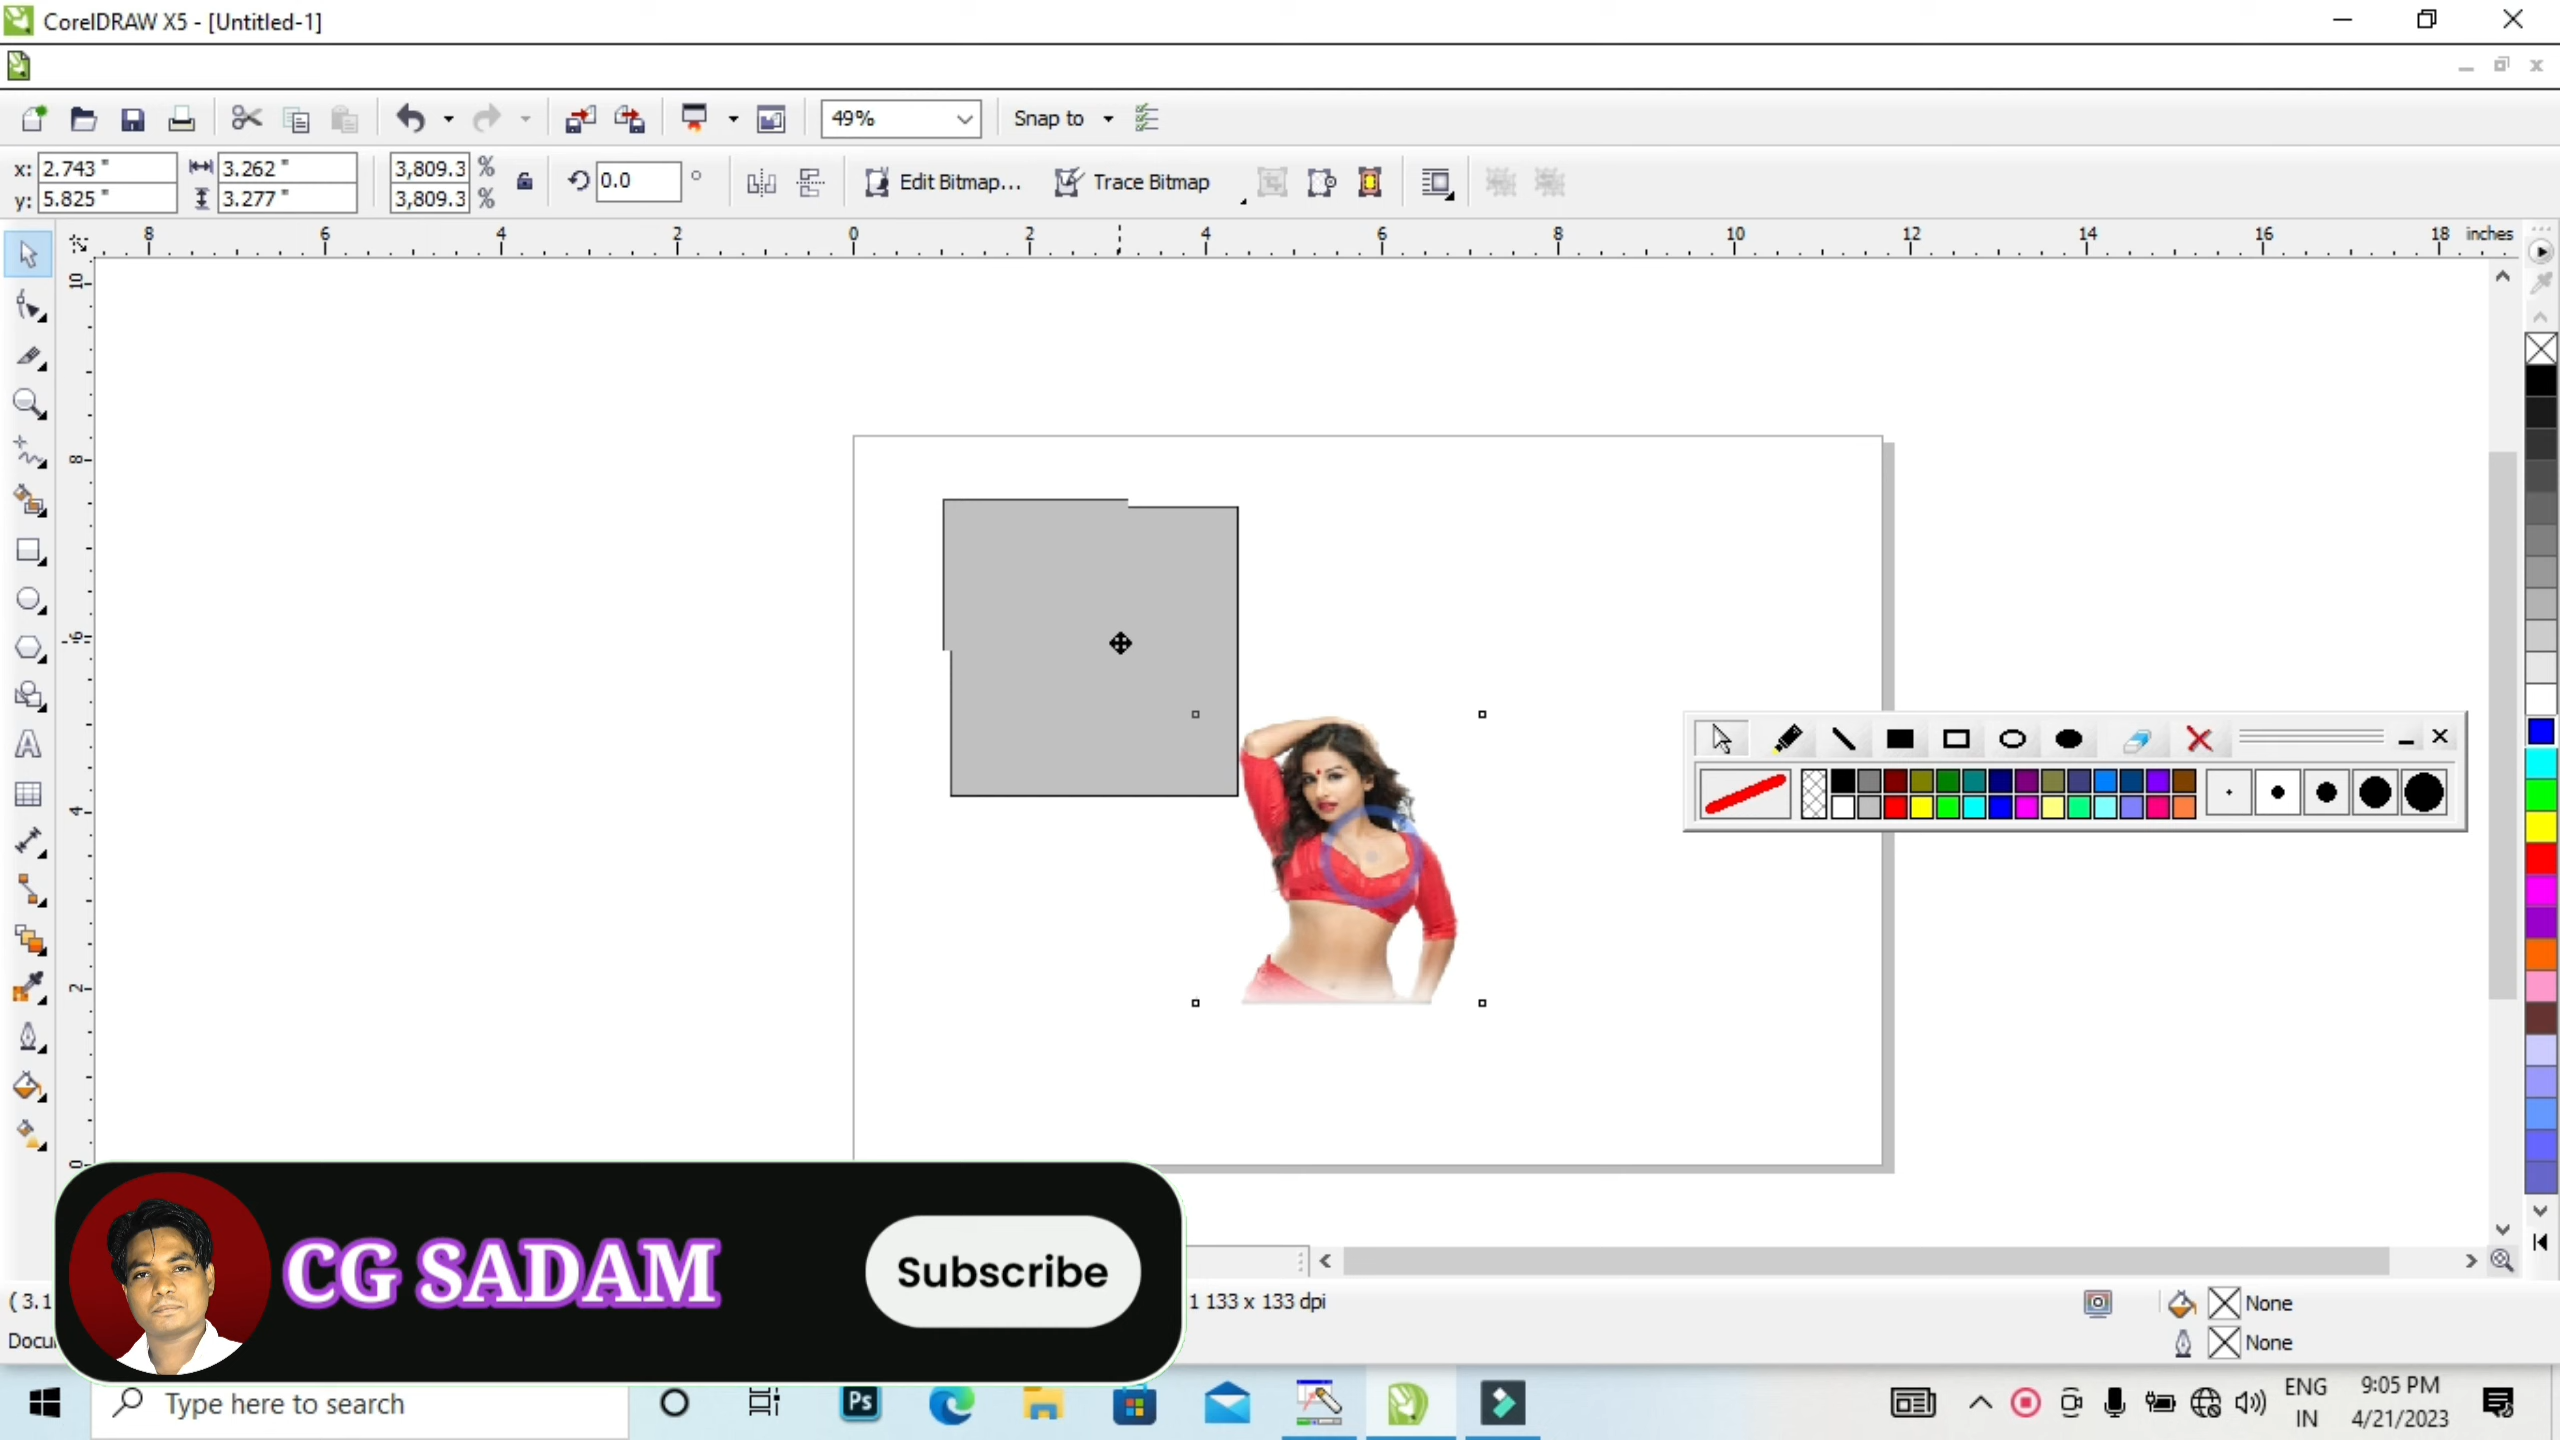 CorelDRAW X5 - [Untitled-1]
49%
Snap to
x: 2.743 "
3.262 "
3,809.3 %
y: 5.825 "
3.277 "
3,809.3 %
0.0 °
Edit Bitmap...
Trace Bitmap
8 6 4 2 0 2 4 6 8 10 12 14 16 18 inches
10
8
6
4
2
0
CG SADAM
Subscribe
( 3.1
1 133 x 133 dpi
None
Docu
None
Type here to search
Ps
ENG
IN
9:05 PM
4/21/2023